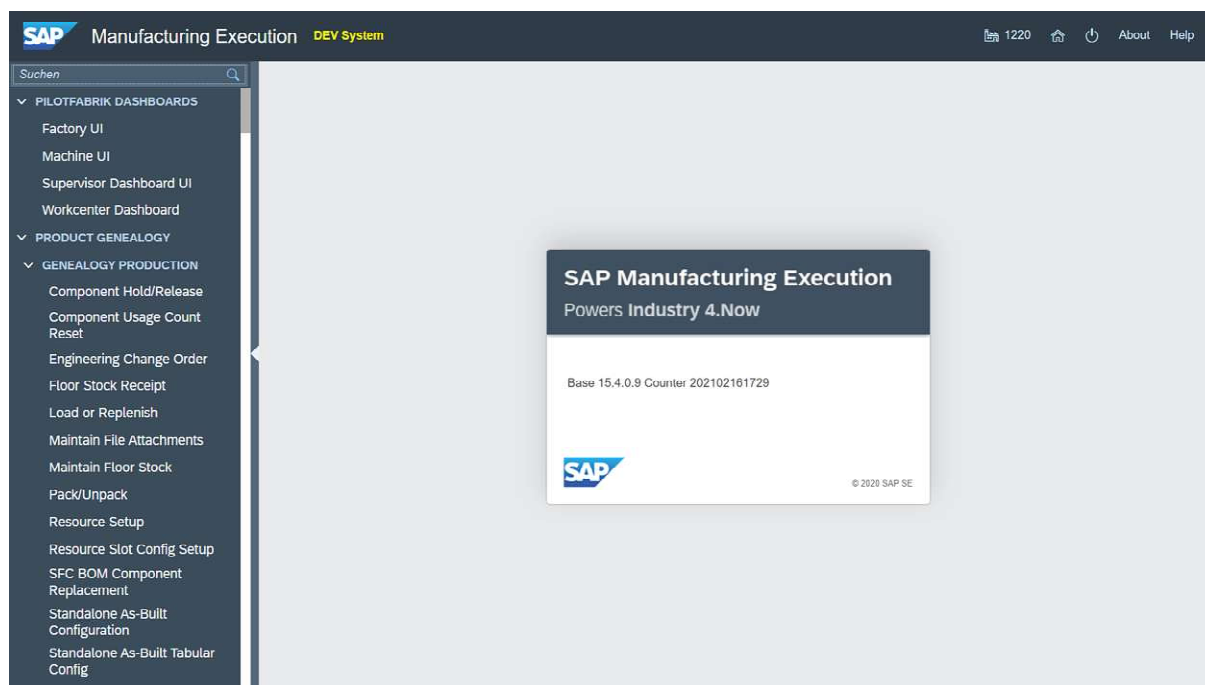 SAP Manufacturing Execution DEV System 1220 About Help
Suchen
PILOTFABRIK DASHBOARDS
Factory UI
Machine UI
Supervisor Dashboard UI
Workcenter Dashboard
PRODUCT GENEALOGY
GENEALOGY PRODUCTION
Component Hold/Release
Component Usage Count
Reset
Engineering Change Order
Floor Stock Receipt
Load or Replenish
Maintain File Attachments
Maintain Floor Stock
Pack/Unpack
Resource Setup
Resource Slot Config Setup
SFC BOM Component
Replacement
Standalone As-Built
Configuration
Standalone As-Built Tabular
Config
SAP Manufacturing Execution
Powers Industry 4.Now
Base 15.4.0.9 Counter 202102161729
SAP
© 2020 SAP SE